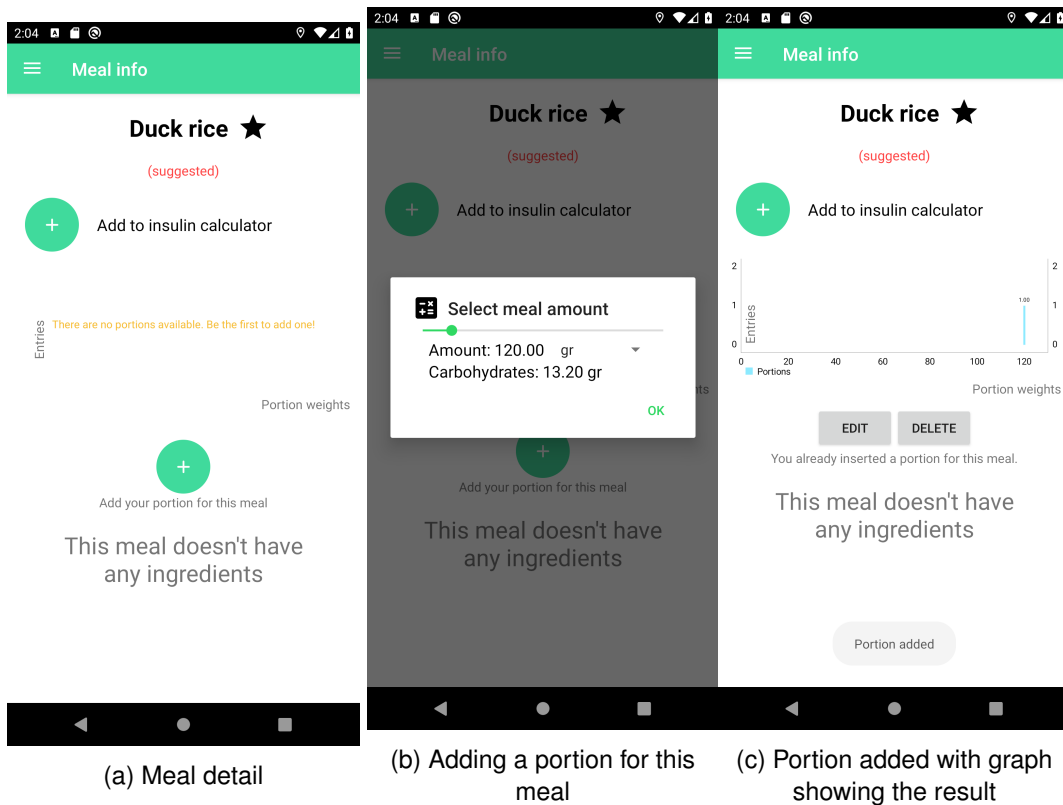 2:04
Meal info
Duck rice
(suggested)
+
Add to insulin calculator
Entries
There are no portions available. Be the first to add one!
Portion weights
+
Add your portion for this meal
This meal doesn't have
any ingredients
(a) Meal detail
2:04
Meal info
Duck rice
(suggested)
+
Add to insulin calculator
Select meal amount
Amount: 120.00 gr
Carbohydrates: 13.20 gr
OK
hts
+
Add your portion for this meal
This meal doesn't have
any ingredients
(b) Adding a portion for this
meal
2:04
Meal info
Duck rice
(suggested)
+
Add to insulin calculator
2 2
1.00
1 1
Entries
0 0
0 20 40 60 80 100 120
Portions
Portion weights
EDIT DELETE
You already inserted a portion for this meal.
This meal doesn't have
any ingredients
Portion added
(c) Portion added with graph
showing the result